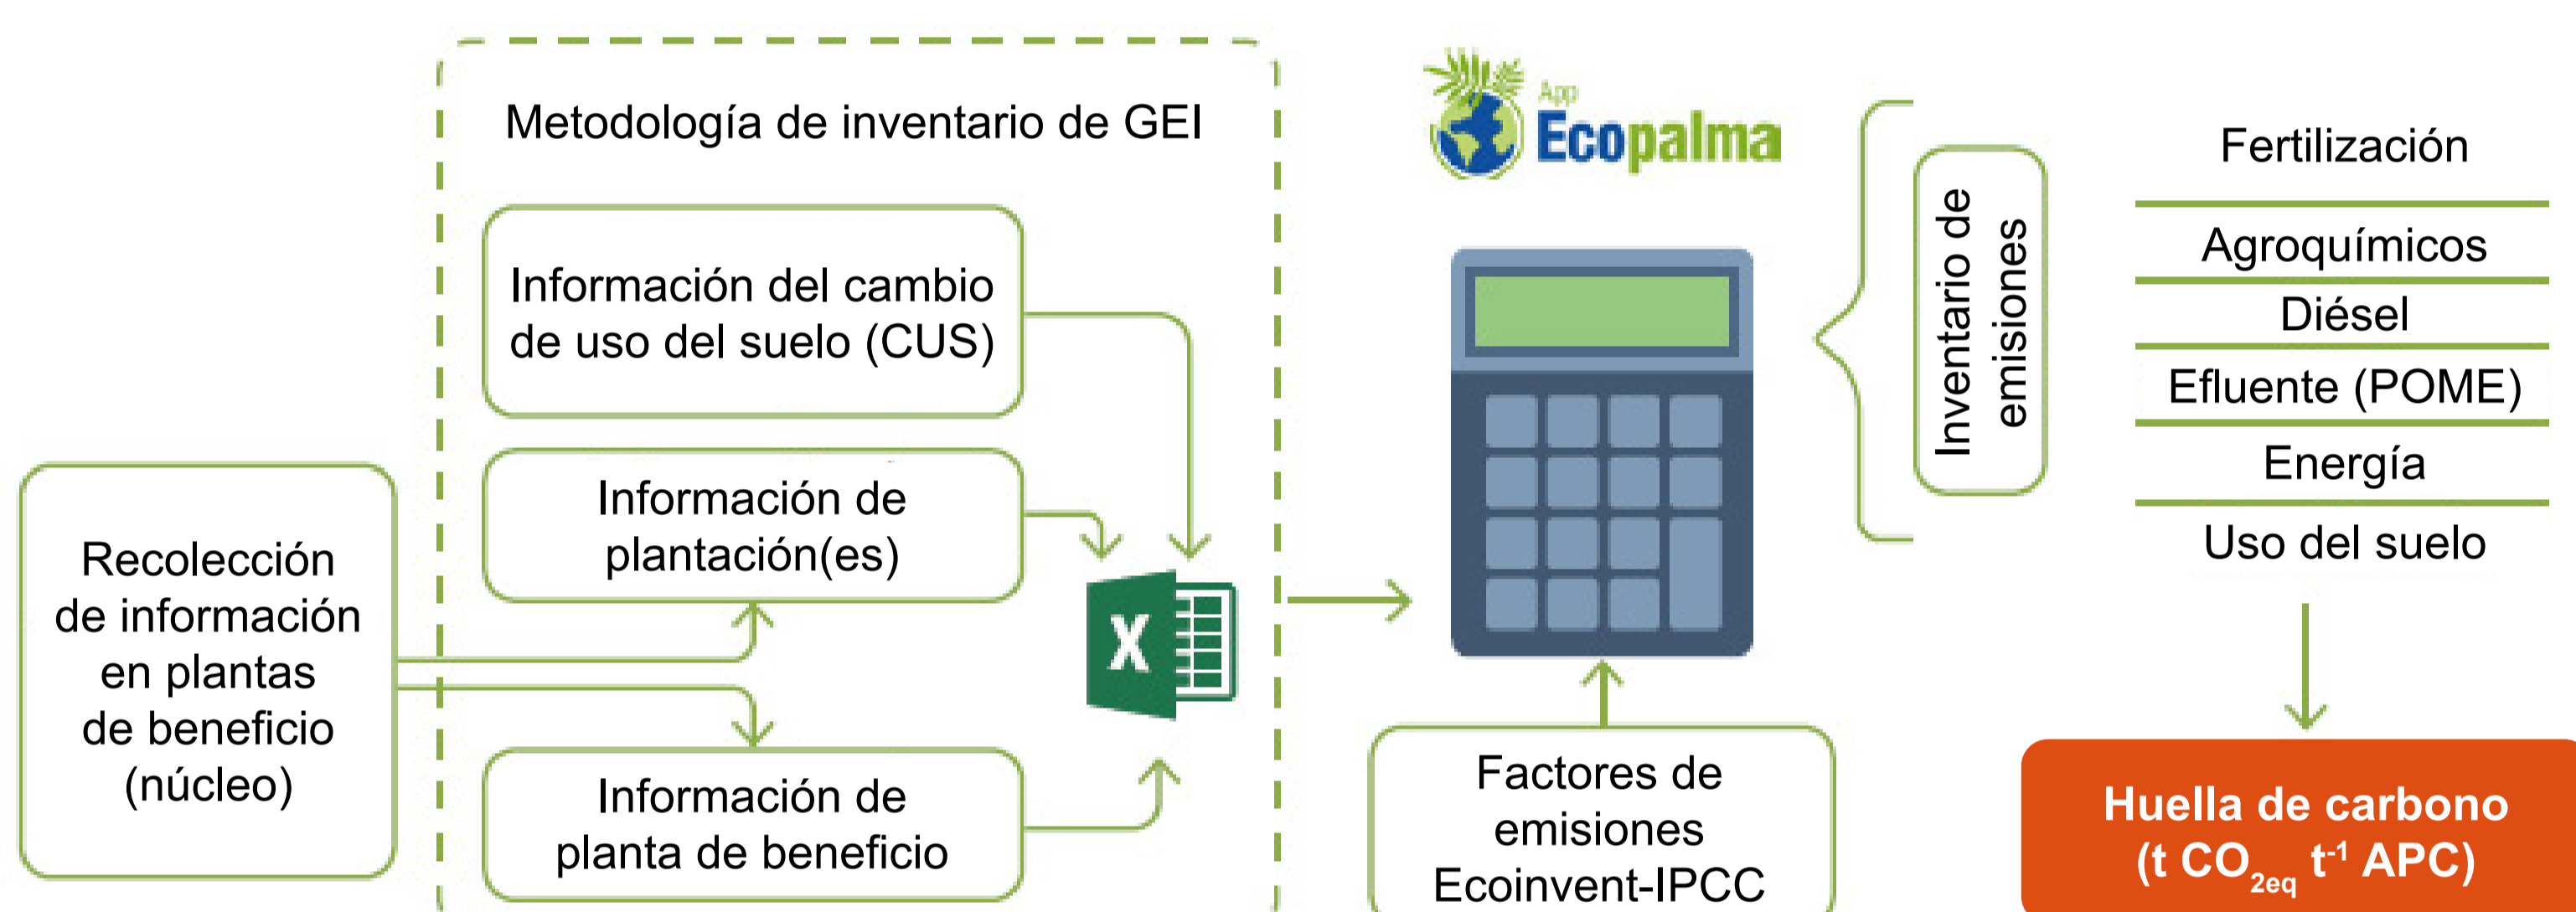 Recolección
de información
en plantas
de beneficio
(núcleo)
Metodología de inventario de GEI
Información del cambio
de uso del suelo (CUS)
Información de
plantación(es)
Información de
planta de beneficio
X
App
Ecopalma
Factores de
emisiones
Ecoinvent-IPCC
Inventario de
emisiones
Fertilización
Agroquímicos
Diésel
Efluente (POME)
Energía
Uso del suelo
Huella de carbono
(t CO₂eq t⁻¹ APC)